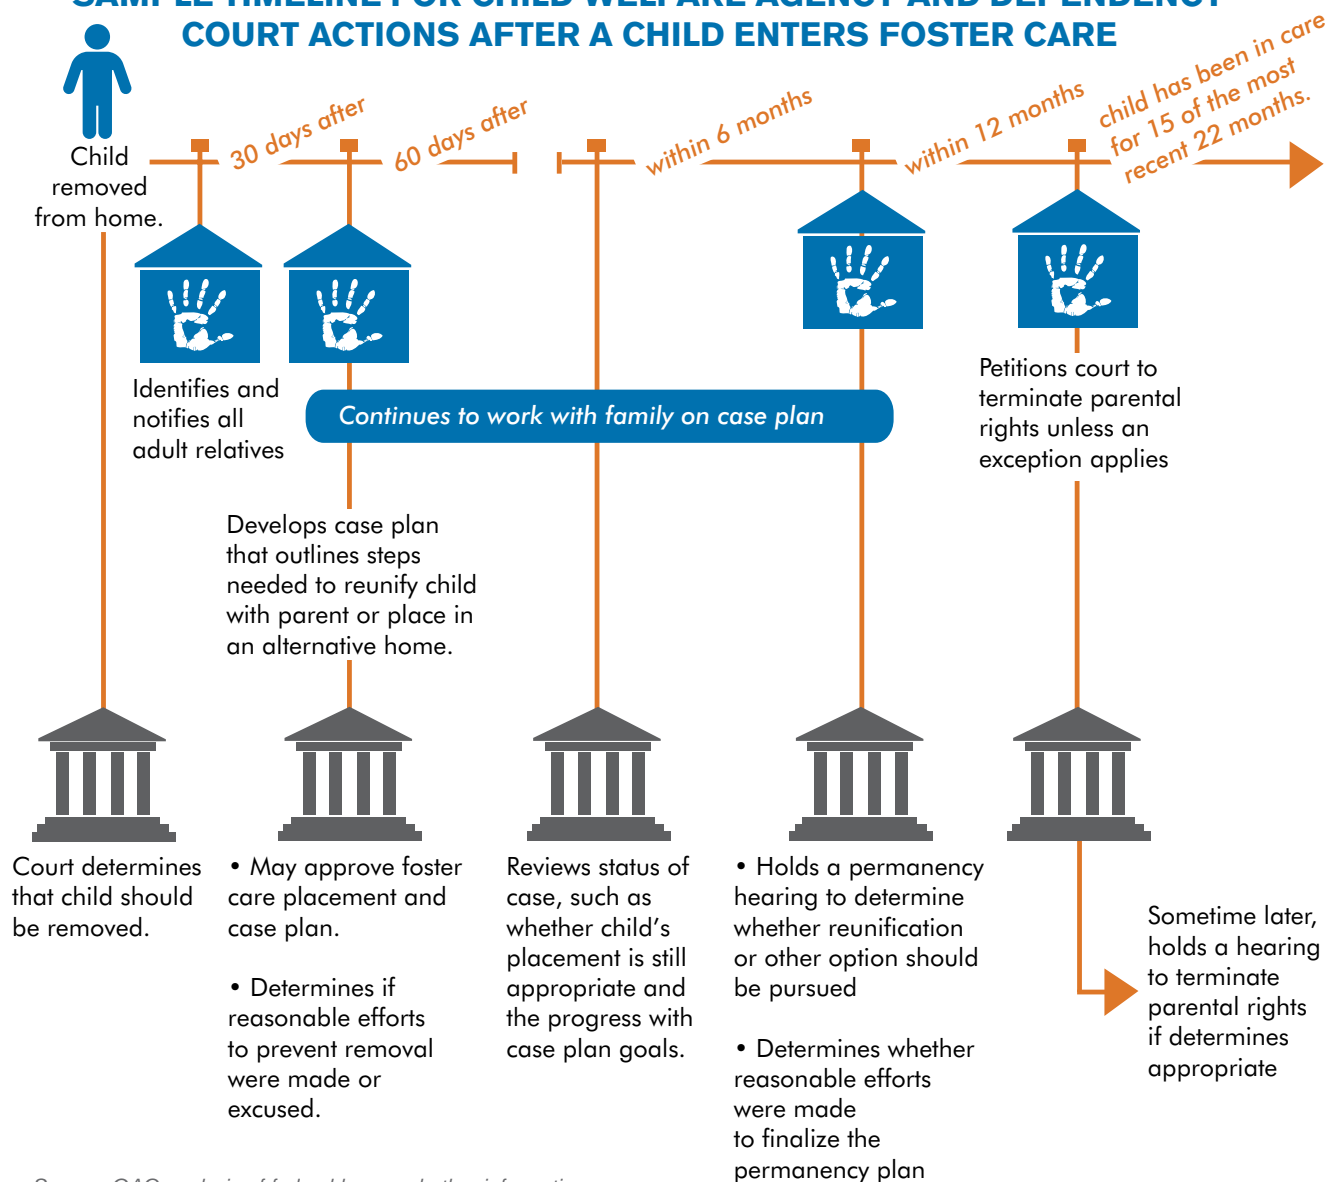 SAMPLE TIMELINE FOR CHILD WELFARE AGENCY AND DEPENDENCY
COURT ACTIONS AFTER A CHILD ENTERS FOSTER CARE
Child
removed
from home.
30 days after
60 days after
within 6 months
within 12 months
child has been in care
for 15 of the most
recent 22 months.
Identifies and
notifies all
adult relatives
Continues to work with family on case plan
Petitions court to
terminate parental
rights unless an
exception applies
Develops case plan
that outlines steps
needed to reunify child
with parent or place in
an alternative home.
Court determines
that child should
be removed.
• May approve foster
care placement and
case plan.
• Determines if
reasonable efforts
to prevent removal
were made or
excused.
Reviews status of
case, such as
whether child’s
placement is still
appropriate and
the progress with
case plan goals.
• Holds a permanency
hearing to determine
whether reunification
or other option should
be pursued
• Determines whether
reasonable efforts
were made
to finalize the
permanency plan
Sometime later,
holds a hearing
to terminate
parental rights
if determines
appropriate